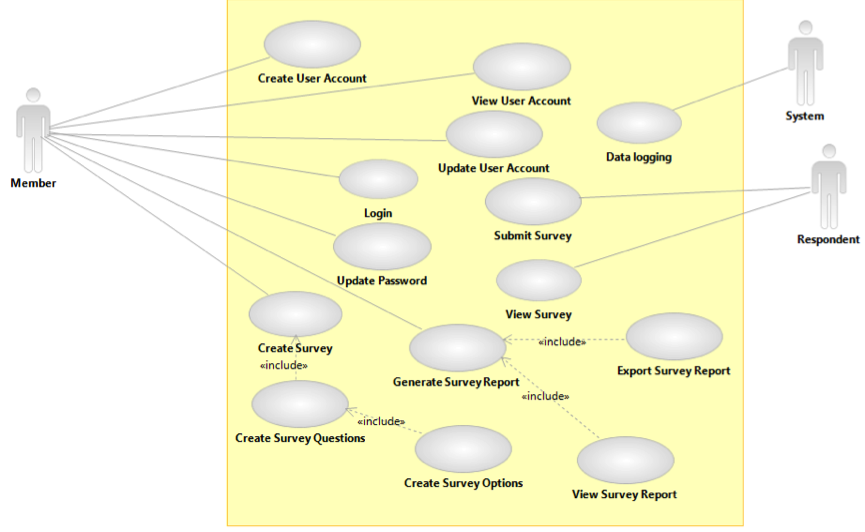 Create User Account
View User Account
System
Data logging
Update User Account
Member
Login
Submit Survey
Respondent
Update Password
View Survey
Create Survey
«include»
Export Survey Report
«include»
Generate Survey Report
«include»
«include»
Create Survey Questions
Create Survey Options
View Survey Report